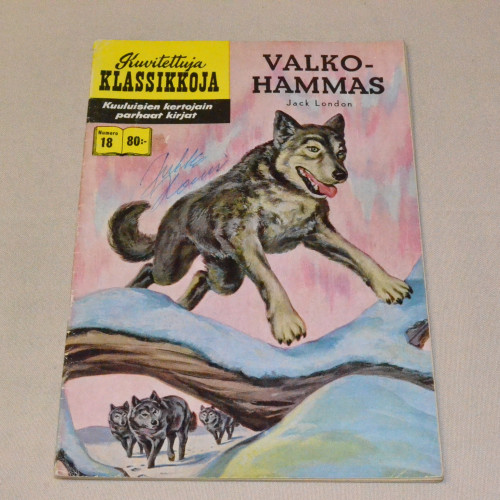 Kuvitettuja
KLASSIKKOJA
Kuuluisien kertojain
parhaat kirjat
Numero
18
80:-
VALKO-
HAMMAS
Jack London